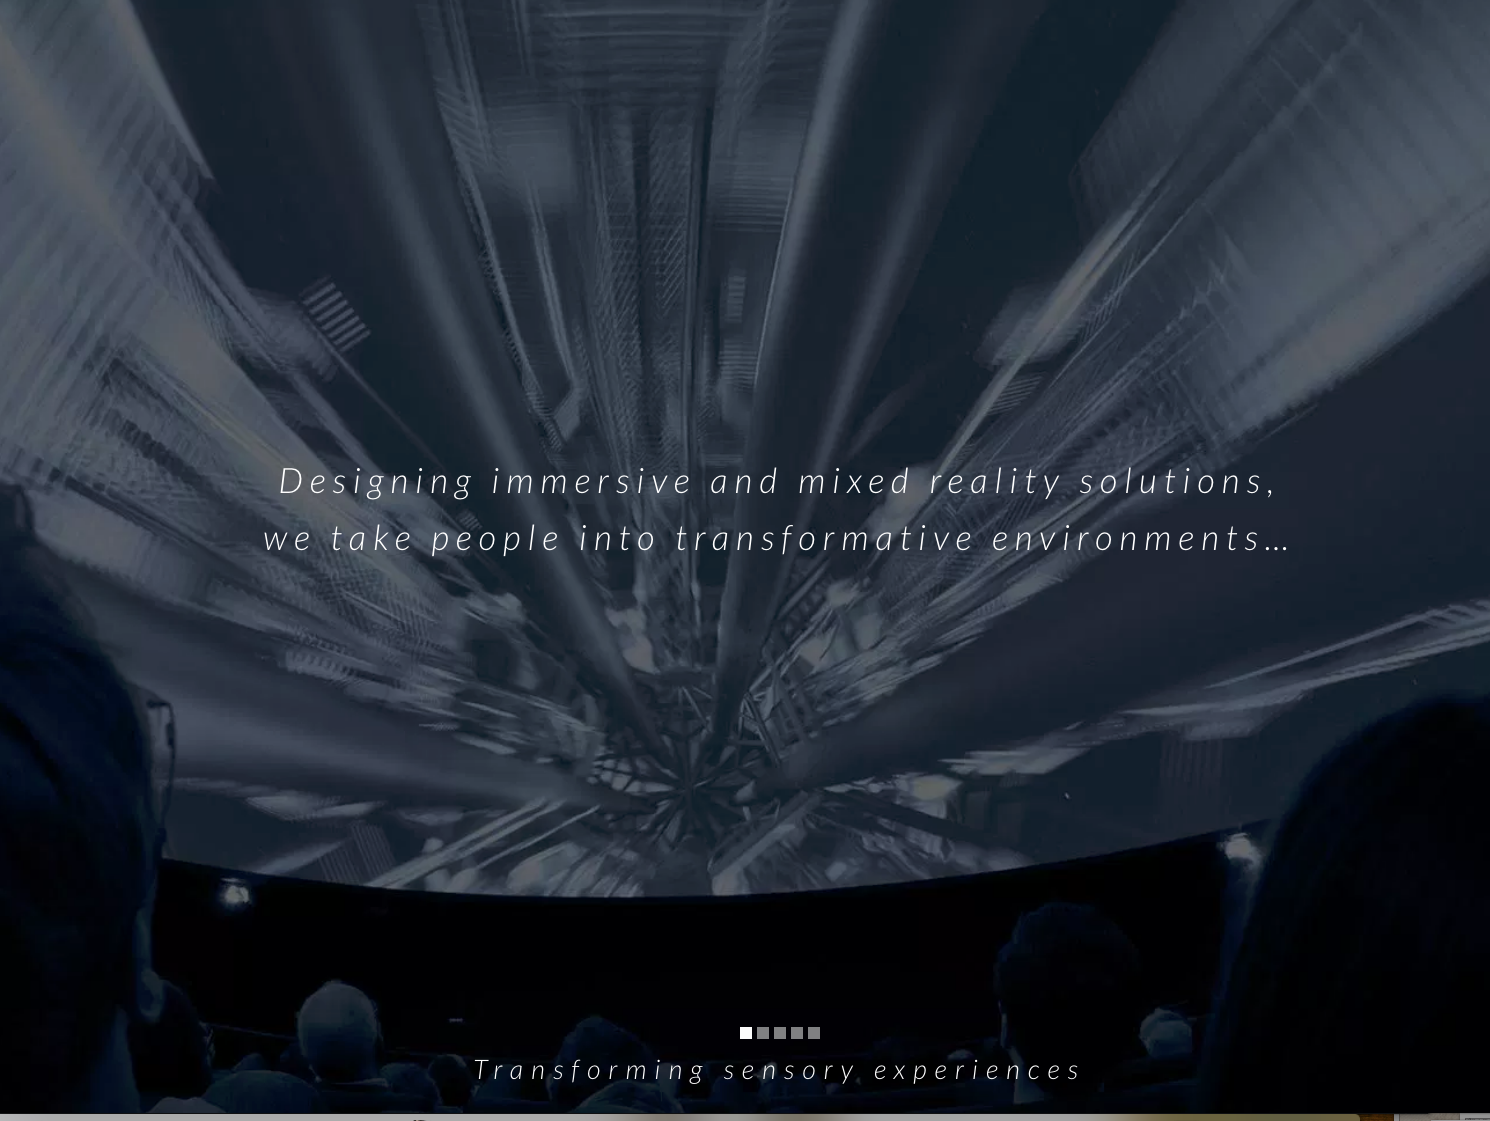 Designing immersive and mixed reality solutions,
we take people into transformative environments…
Transforming sensory experiences